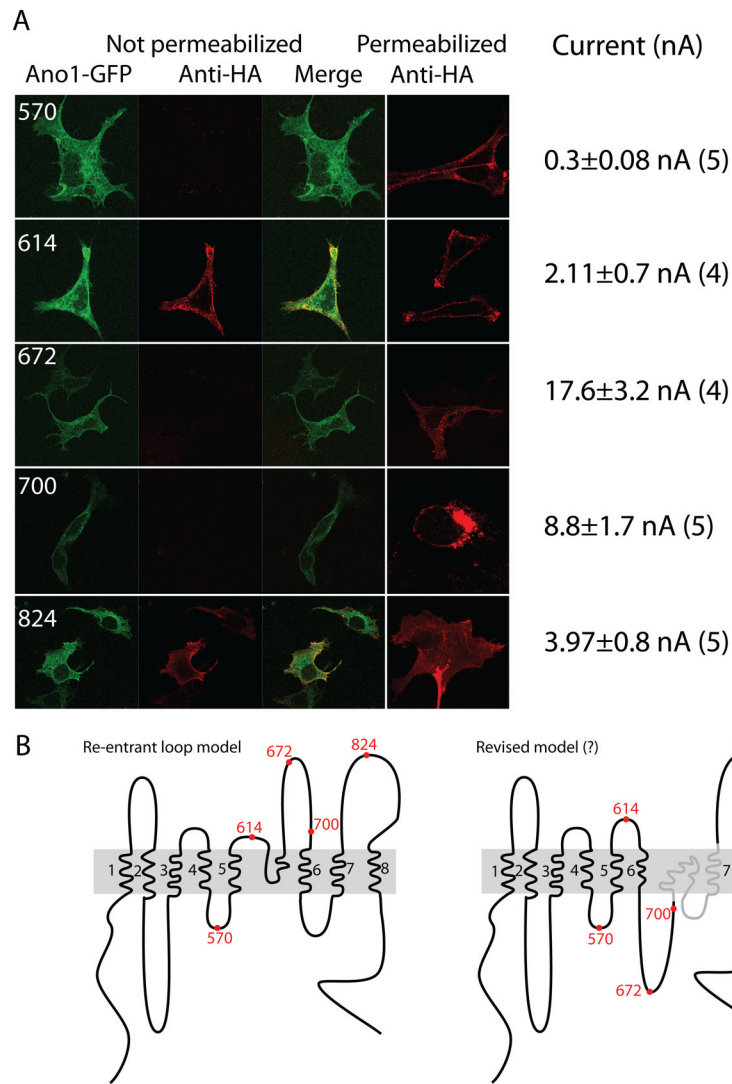 A
Not permeabilized Permeabilized Current (nA)
Ano1-GFP Anti-HA Merge Anti-HA
570 0.3±0.08 nA (5)
614 2.11±0.7 nA (4)
672 17.6±3.2 nA (4)
700 8.8±1.7 nA (5)
824 3.97±0.8 nA (5)
B
Re-entrant loop model Revised model (?)
672 824
614 700 614
1 2 3 4 5 6 7 8 1 2 3 4 5 6 7
570 570 700
672